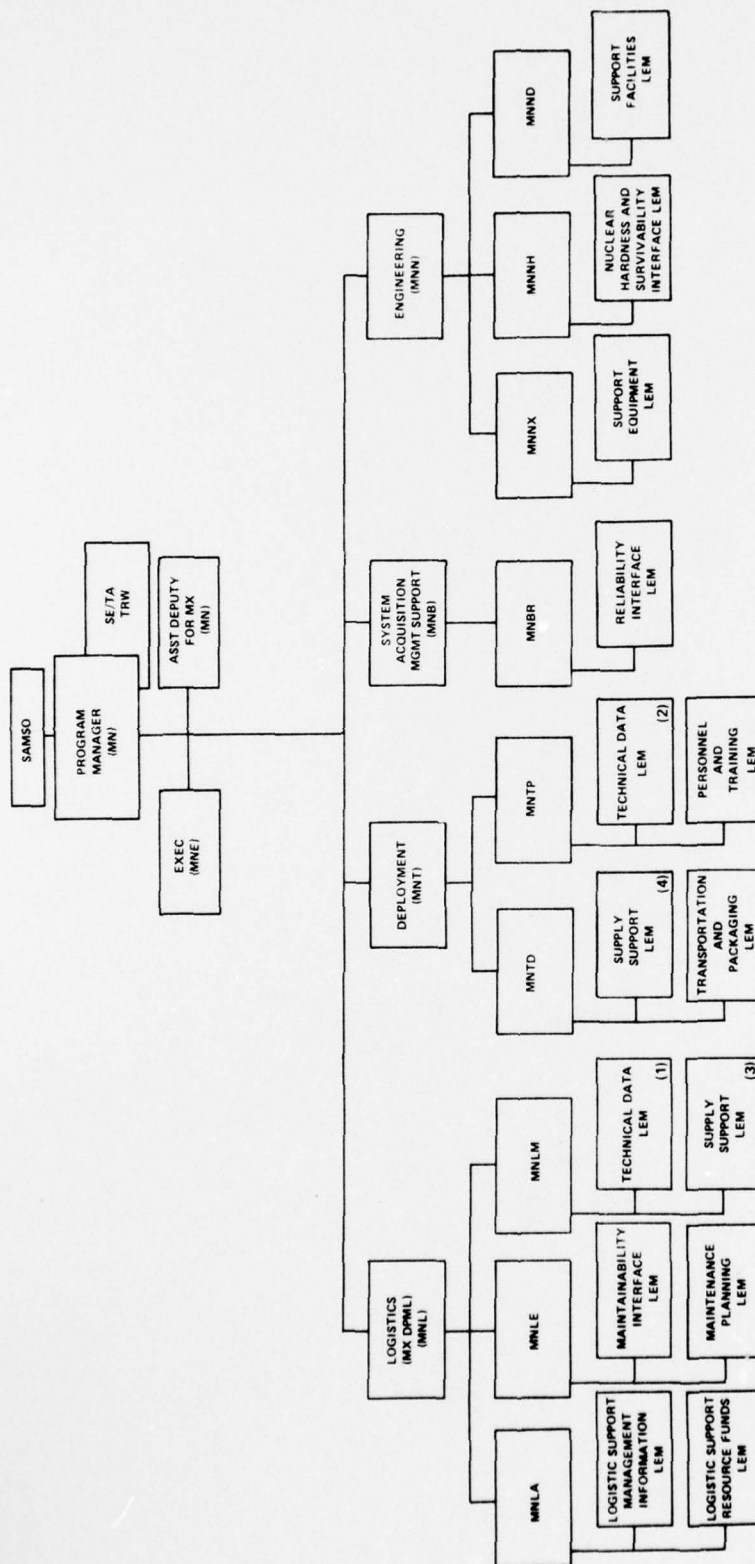 SAMSO
PROGRAM
MANAGER
(MN)
SE/TA
TRW
EXEC
(MNE)
ASST DEPUTY
FOR MX
(MN)
LOGISTICS
(MX DPML)
(MNL)
DEPLOYMENT
(MNT)
SYSTEM
ACQUISITION
MGMT SUPPORT
(MNB)
ENGINEERING
(MNN)
MNLA
MNLE
MNLM
MNTD
MNTP
MNBR
MNNX
MNNH
MNND
LOGISTIC SUPPORT
MANAGEMENT
INFORMATION
LEM
MAINTAINABILITY
INTERFACE
LEM
TECHNICAL DATA
LEM
(1)
SUPPLY
SUPPORT
LEM
(4)
TECHNICAL DATA
LEM
(2)
RELIABILITY
INTERFACE
LEM
SUPPORT
EQUIPMENT
LEM
NUCLEAR
HARDNESS AND
SURVIVABILITY
INTERFACE LEM
SUPPORT
FACILITIES
LEM
LOGISTIC SUPPORT
RESOURCE FUNDS
LEM
MAINTENANCE
PLANNING
LEM
SUPPLY
SUPPORT
LEM
(3)
TRANSPORTATION
AND
PACKAGING
LEM
PERSONNEL
AND
TRAINING
LEM